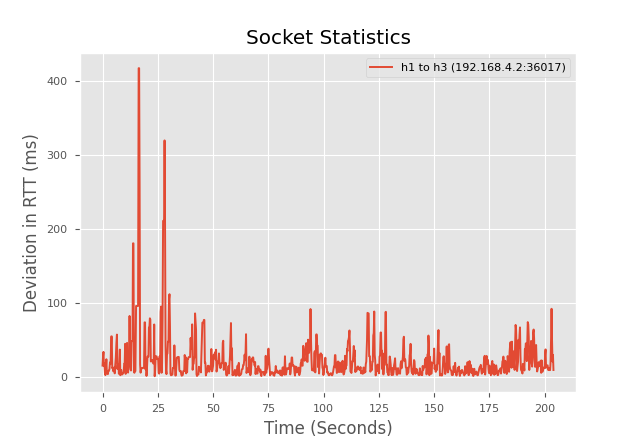 Socket Statistics
h1 to h3 (192.168.4.2:36017)
Deviation in RTT (ms)
400
300
200
100
0
0 25 50 75 100 125 150 175 200
Time (Seconds)